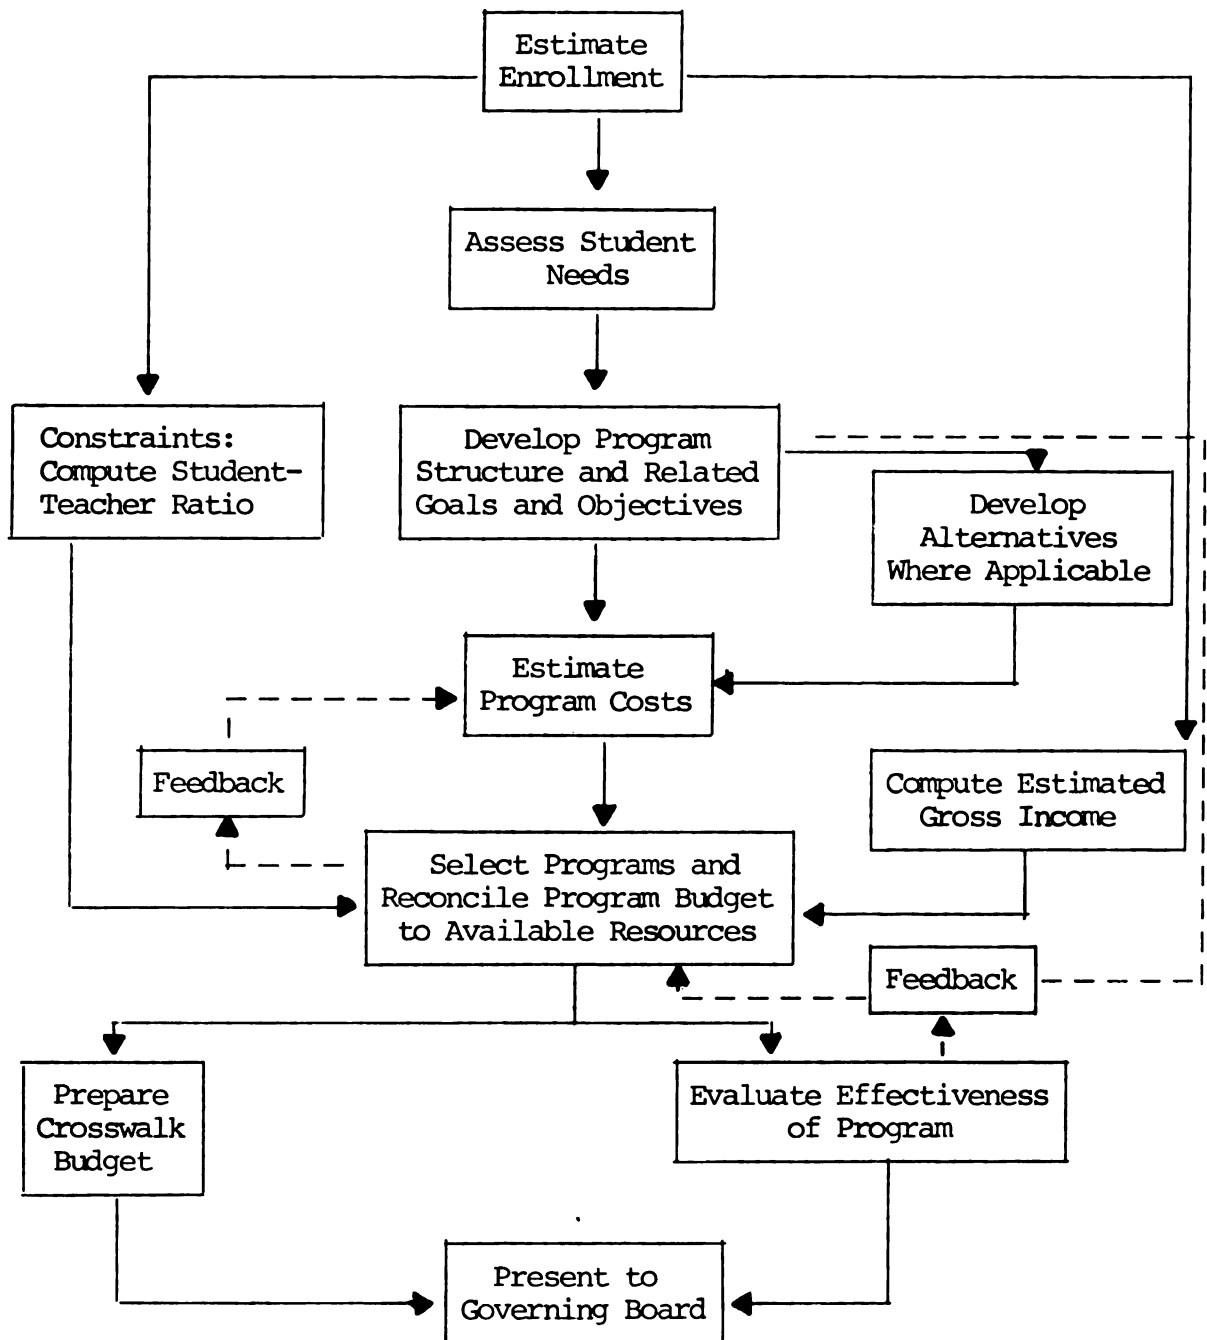 Estimate
Enrollment
Assess Student
Needs
Constraints:
Compute Student-
Teacher Ratio
Develop Program
Structure and Related
Goals and Objectives
Develop
Alternatives
Where Applicable
Estimate
Program Costs
Feedback
Compute Estimated
Gross Income
Select Programs and
Reconcile Program Budget
to Available Resources
Feedback
Prepare
Crosswalk
Budget
Evaluate Effectiveness
of Program
Present to
Governing Board